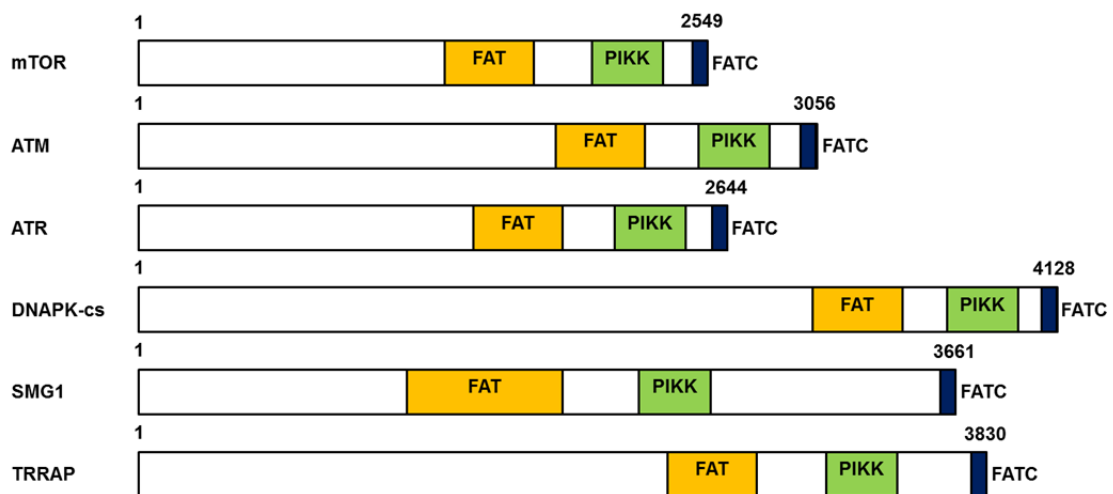 1 2549
mTOR FAT PIKK FATC
1 3056
ATM FAT PIKK FATC
1 2644
ATR FAT PIKK FATC
1 4128
DNAPK-cs FAT PIKK FATC
1 3661
SMG1 FAT PIKK FATC
1 3830
TRRAP FAT PIKK FATC